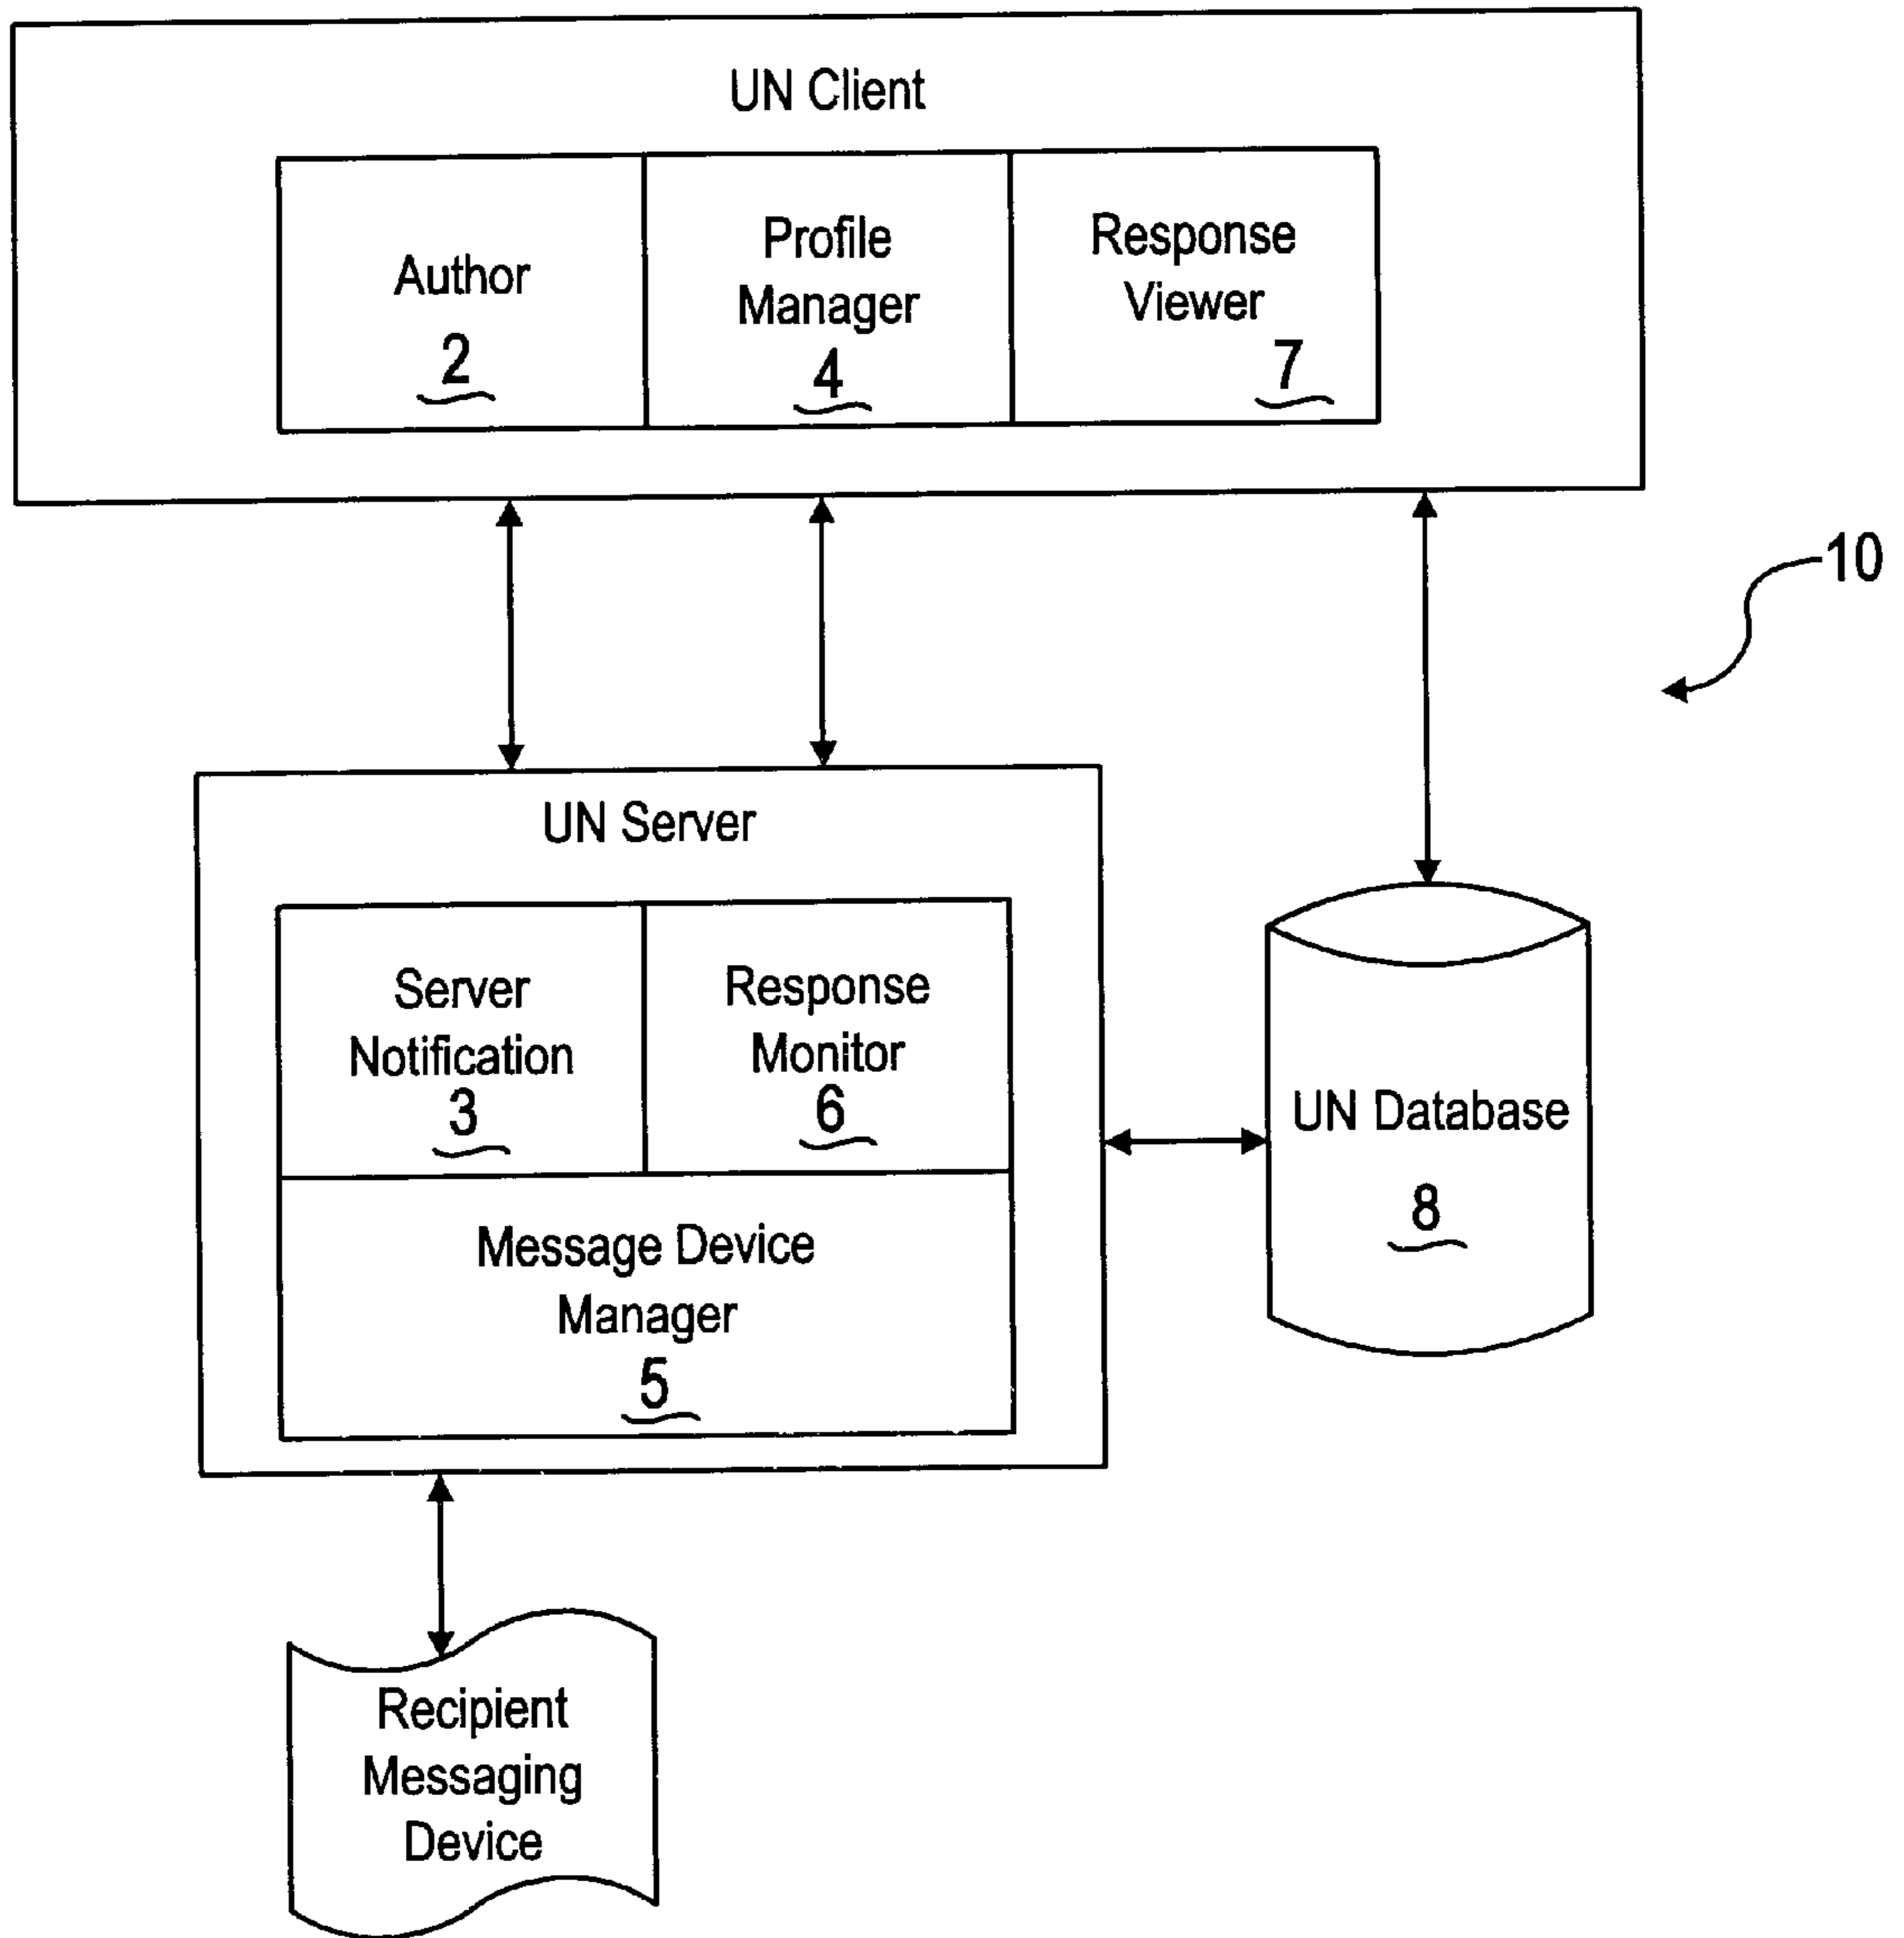 UN Client
Author
2
Profile
Manager
4
Response
Viewer
7
10
UN Server
Server
Notification
3
Response
Monitor
6
Message Device
Manager
5
UN Database
8
Recipient
Messaging
Device